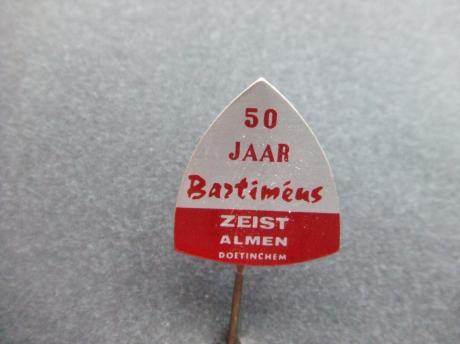 50
JAAR
Bartiméus
ZEIST
ALMEN
DOETINCHEM